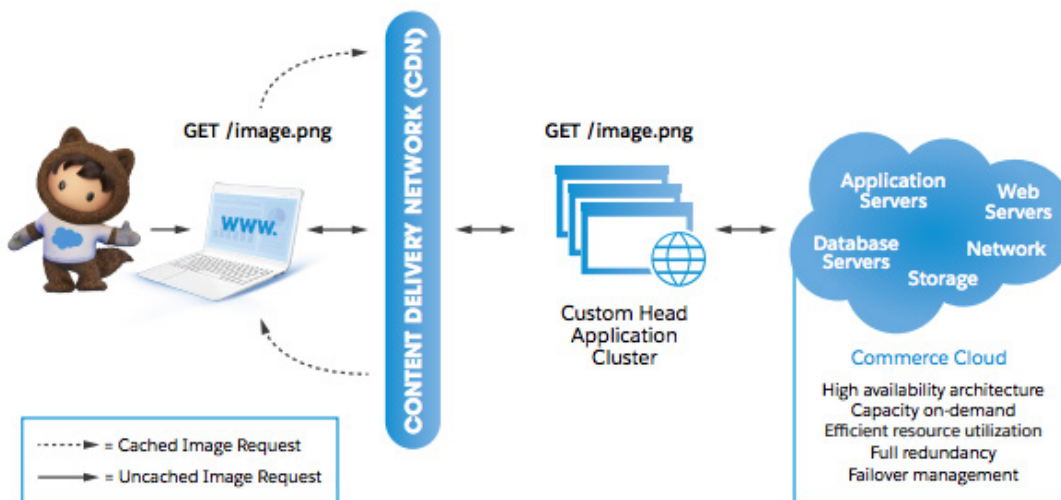 GET /image.png
www.
CONTENT DELIVERY NETWORK (CDN)
GET /image.png
Custom Head
Application
Cluster
Application
Servers
Web
Servers
Database
Servers
Network
Storage
Commerce Cloud
High availability architecture
Capacity on-demand
Efficient resource utilization
Full redundancy
Failover management
= Cached Image Request
= Uncached Image Request